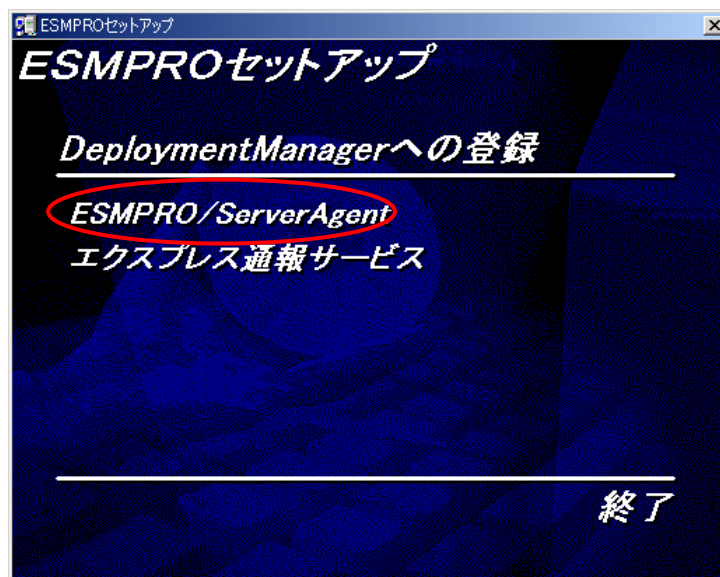 ESMPROセットアップ
ESMPROセットアップ
DeploymentManagerへの登録
ESMPRO/ServerAgent
エクスプレス通報サービス
終了